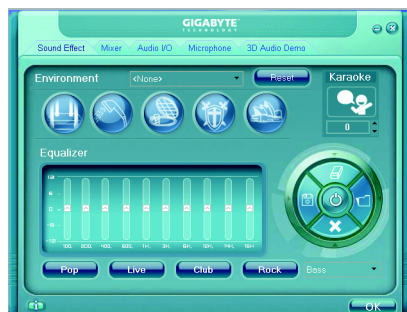 GIGABYTE
TECHNOLOGY
Sound Effect Mixer Audio I/O Microphone 3D Audio Demo
Environment <None> Reset Karaoke
0
Equalizer
Pop Live Club Rock Bass
OK